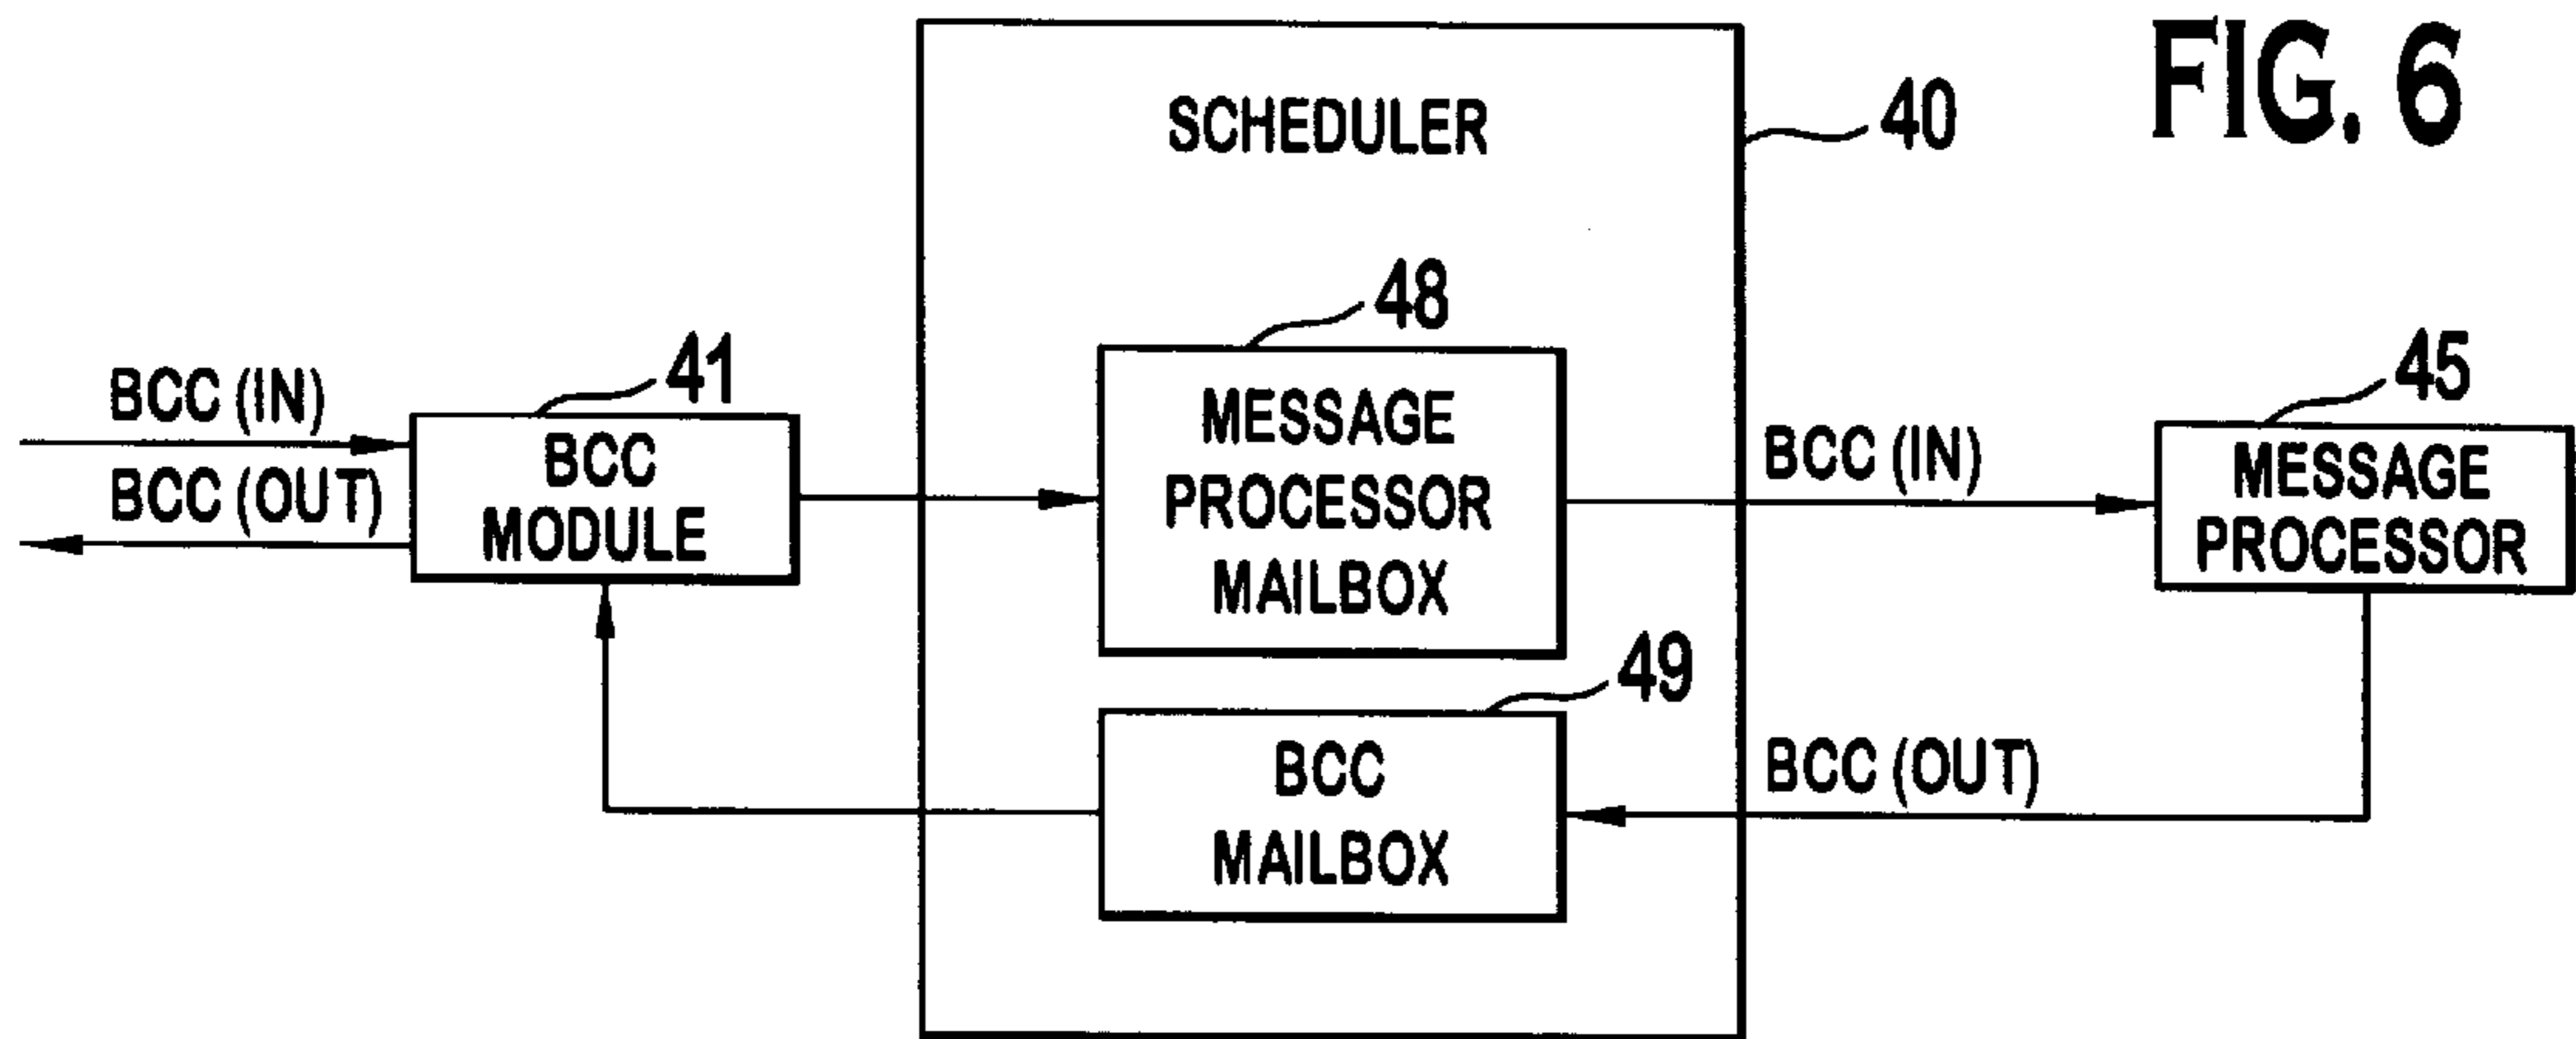 FIG. 6
SCHEDULER
40
48
MESSAGE
PROCESSOR
MAILBOX
41
BCC (IN)
BCC (OUT)
BCC
MODULE
BCC (IN)
45
MESSAGE
PROCESSOR
49
BCC
MAILBOX
BCC (OUT)